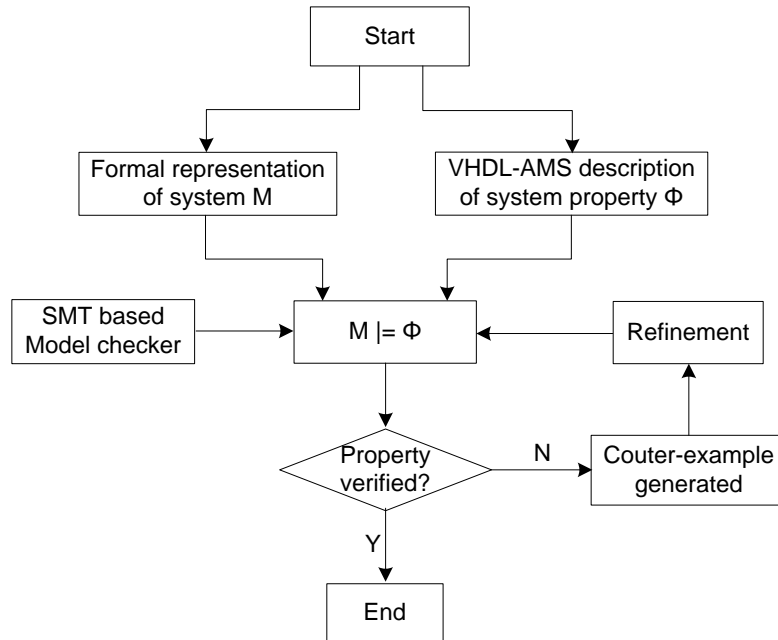 Start
Formal representation
of system M
VHDL-AMS description
of system property Φ
SMT based
Model checker
M |= Φ
Refinement
Property
verified?
N
Couter-example
generated
Y
End